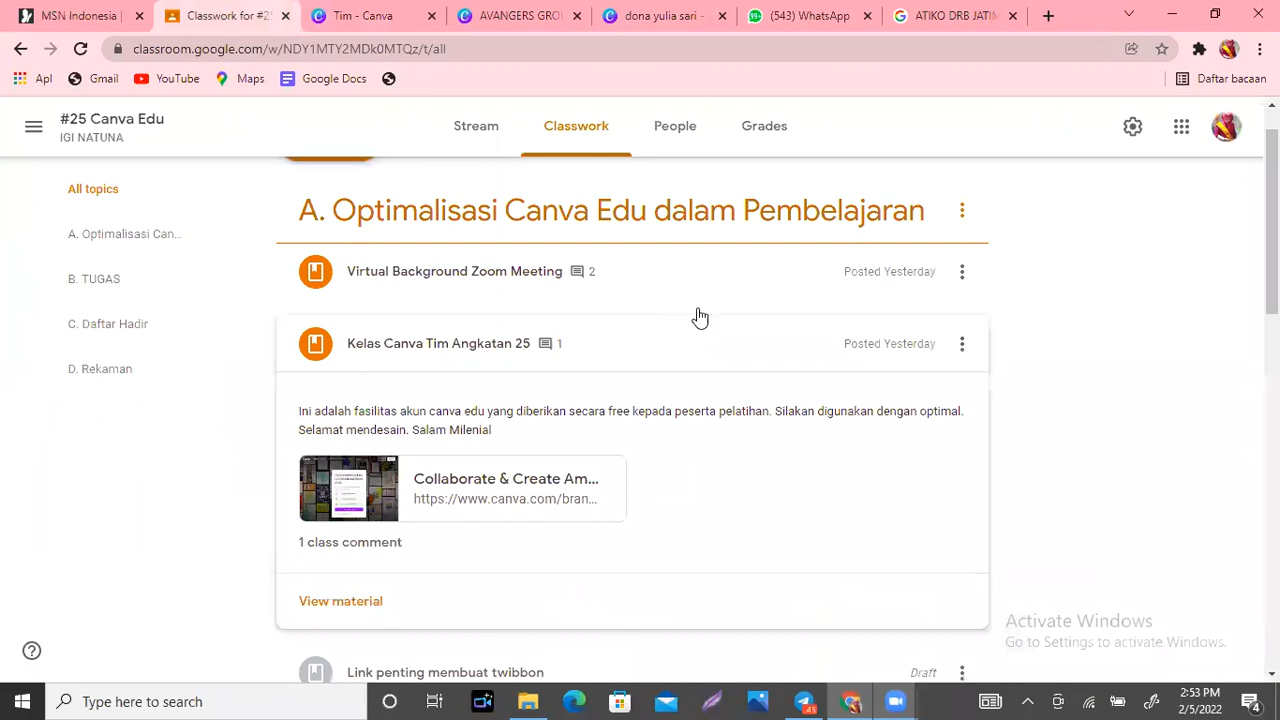 MSN Indonesia |
Classwork for #25
Tim - Canva
AVANGERS GRO
dona yulia sari -
(543) WhatsApp
ATIKO DRB JATIM
classroom.google.com/w/NDY1MTY2MDk0MTQz/t/all
Apl
Gmail
YouTube
Maps
Google Docs
Daftar bacaan
#25 Canva Edu
IGI NATUNA
Stream
Classwork
People
Grades
All topics
A. Optimalisasi Can...
B. TUGAS
C. Daftar Hadir
D. Rekaman
A. Optimalisasi Canva Edu dalam Pembelajaran
Virtual Background Zoom Meeting 2
Posted Yesterday
Kelas Canva Tim Angkatan 25 1
Posted Yesterday
Ini adalah fasilitas akun canva edu yang diberikan secara free kepada peserta pelatihan. Silakan digunakan dengan optimal.
Selamat mendesain. Salam Milenial
Collaborate & Create Am...
https://www.canva.com/bran...
1 class comment
View material
Link penting membuat twibbon
Draft
Activate Windows
Go to Settings to activate Windows.
Type here to search
2:53 PM
2/5/2022
4